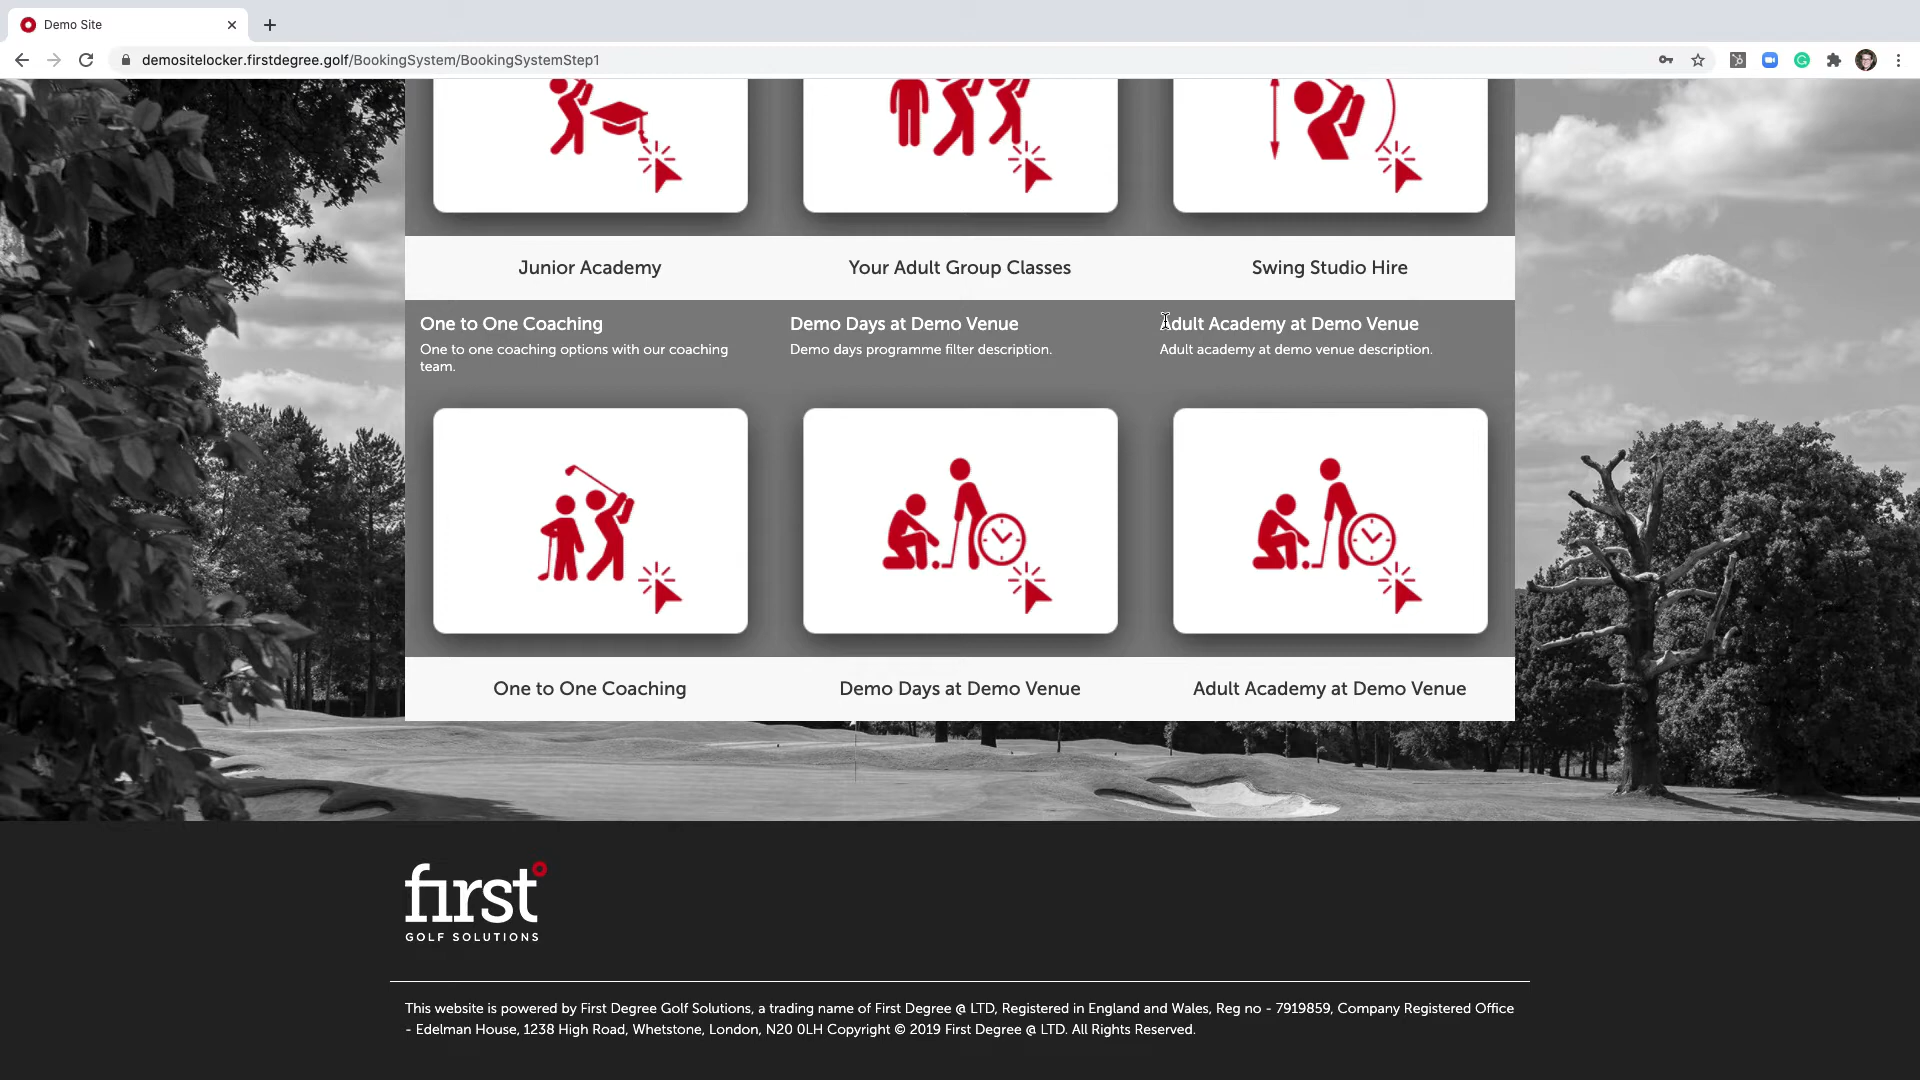 Demo Site
demositelocker.firstdegree.golf/BookingSystem/BookingSystemStep1
Junior Academy
Your Adult Group Classes
Swing Studio Hire
One to One Coaching
One to one coaching options with our coaching
team.
Demo Days at Demo Venue
Demo days programme filter description.
Adult Academy at Demo Venue
Adult academy at demo venue description.
One to One Coaching
Demo Days at Demo Venue
Adult Academy at Demo Venue
first
GOLF SOLUTIONS
This website is powered by First Degree Golf Solutions, a trading name of First Degree @ LTD, Registered in England and Wales, Reg no - 7919859, Company Registered Office
- Edelman House, 1238 High Road, Whetstone, London, N20 0LH Copyright © 2019 First Degree @ LTD. All Rights Reserved.